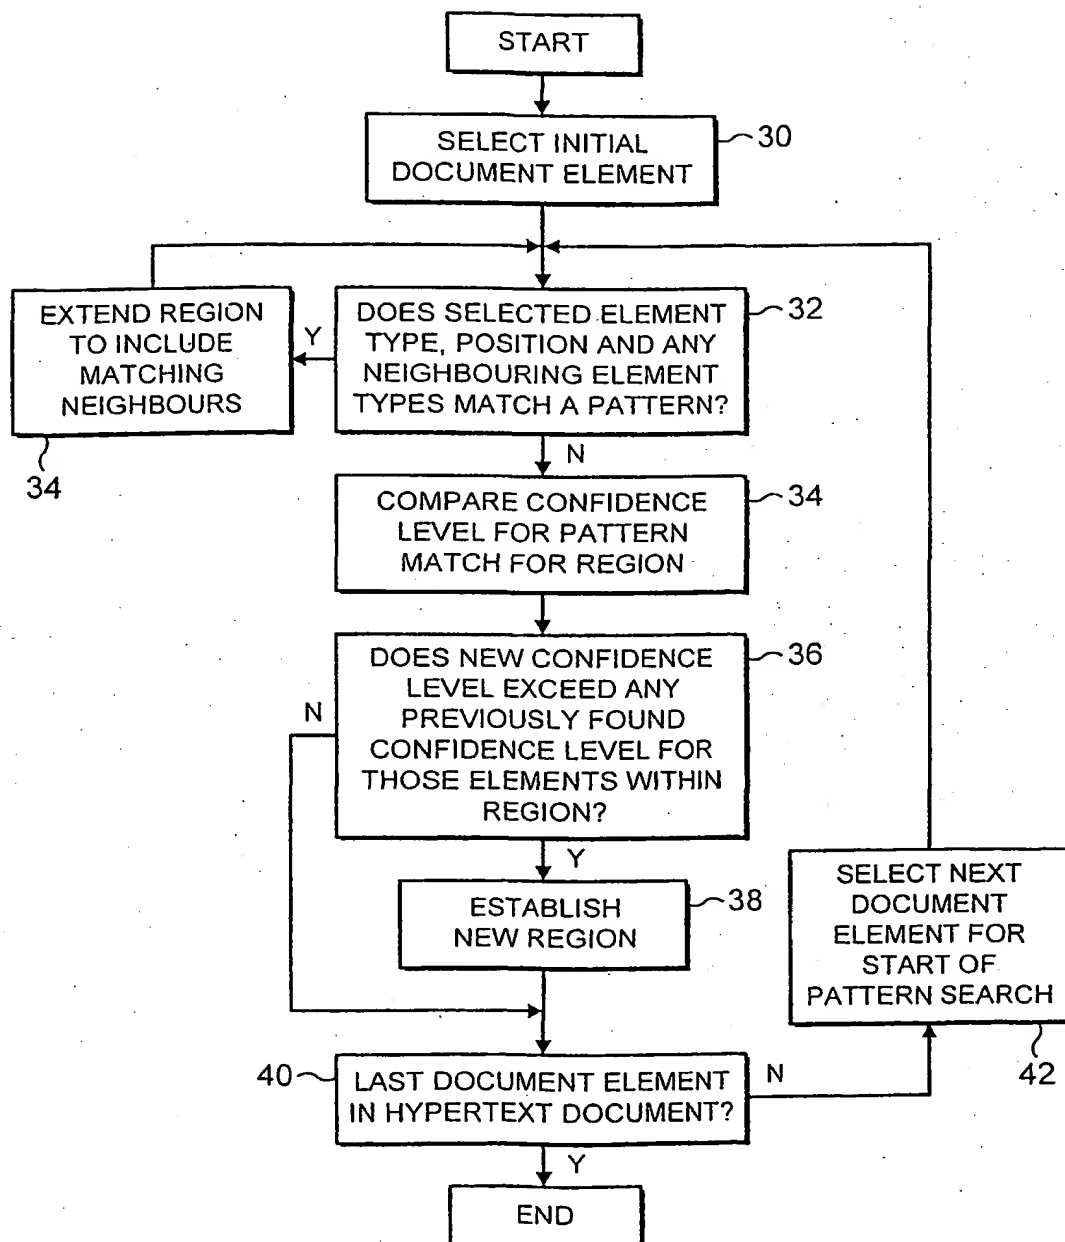 START
SELECT INITIAL
DOCUMENT ELEMENT
30
EXTEND REGION
TO INCLUDE
MATCHING
NEIGHBOURS
34
Y
DOES SELECTED ELEMENT
TYPE, POSITION AND ANY
NEIGHBOURING ELEMENT
TYPES MATCH A PATTERN?
32
N
COMPARE CONFIDENCE
LEVEL FOR PATTERN
MATCH FOR REGION
34
DOES NEW CONFIDENCE
LEVEL EXCEED ANY
PREVIOUSLY FOUND
CONFIDENCE LEVEL FOR
THOSE ELEMENTS WITHIN
REGION?
36
N
Y
ESTABLISH
NEW REGION
38
SELECT NEXT
DOCUMENT
ELEMENT FOR
START OF
PATTERN SEARCH
42
40
LAST DOCUMENT ELEMENT
IN HYPERTEXT DOCUMENT?
N
Y
END